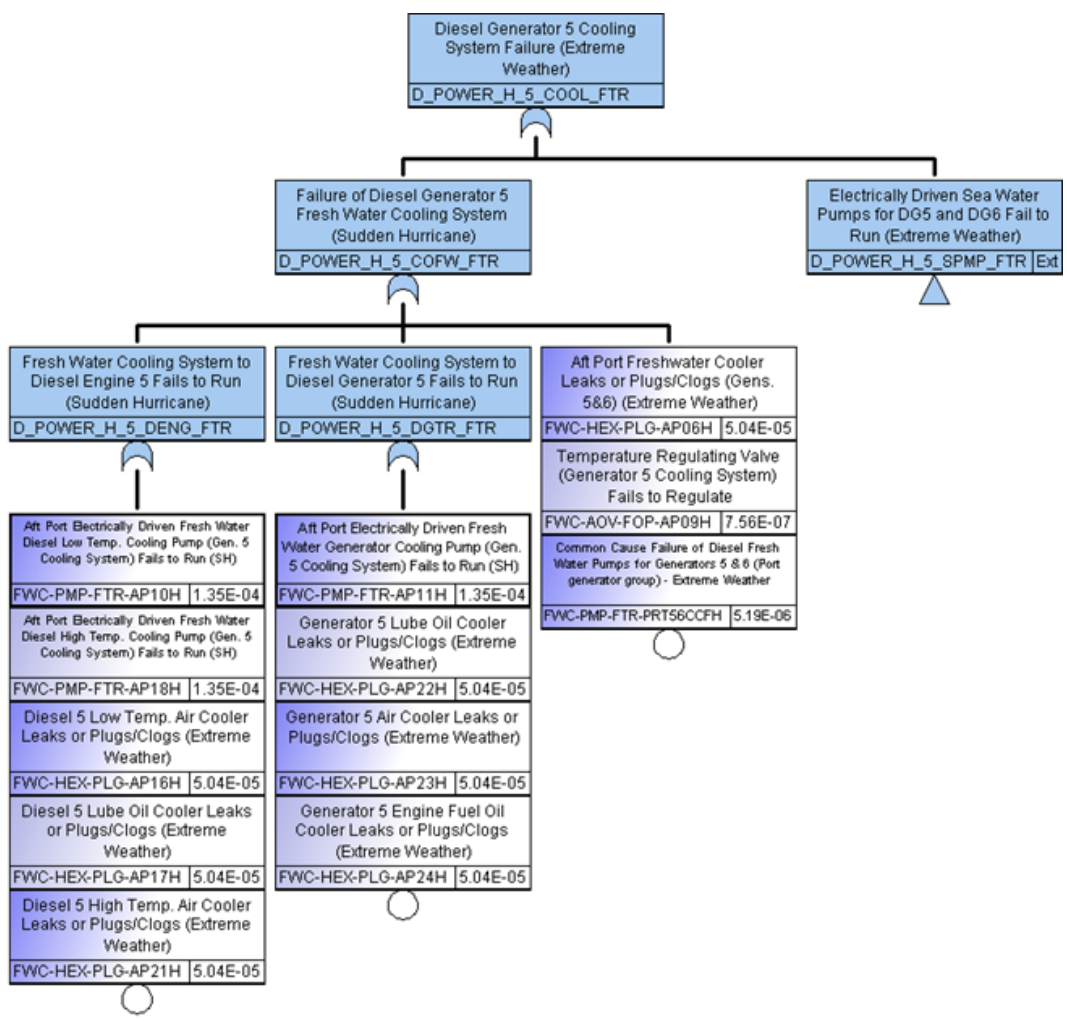 Diesel Generator 5 Cooling
System Failure (Extreme
Weather)
D_POWER_H_5_COOL_FTR
Failure of Diesel Generator 5
Fresh Water Cooling System
(Sudden Hurricane)
D_POWER_H_5_COFW_FTR
Electrically Driven Sea Water
Pumps for DG5 and DG6 Fail to
Run (Extreme Weather)
D_POWER_H_5_SPMP_FTR Ext
Fresh Water Cooling System to
Diesel Engine 5 Fails to Run
(Sudden Hurricane)
D_POWER_H_5_DENG_FTR
Fresh Water Cooling System to
Diesel Generator 5 Fails to Run
(Sudden Hurricane)
D_POWER_H_5_DGTR_FTR
Aft Port Freshwater Cooler
Leaks or Plugs/Clogs (Gens.
5&6) (Extreme Weather)
FWC-HEX-PLG-AP06H 5.04E-05
Temperature Regulating Valve
(Generator 5 Cooling System)
Fails to Regulate
FWC-AOV-FOP-AP09H 7.56E-07
Common Cause Failure of Diesel Fresh
Water Pumps for Generators 5 & 6 (Port
generator group) - Extreme Weather
FWC-PMP-FTR-PRT56CCFH 5.19E-06
Aft Port Electrically Driven Fresh Water
Diesel Low Temp. Cooling Pump (Gen. 5
Cooling System) Fails to Run (SH)
FWC-PMP-FTR-AP10H 1.35E-04
Aft Port Electrically Driven Fresh Water
Diesel High Temp. Cooling Pump (Gen. 5
Cooling System) Fails to Run (SH)
FWC-PMP-FTR-AP18H 1.35E-04
Diesel 5 Low Temp. Air Cooler
Leaks or Plugs/Clogs (Extreme
Weather)
FWC-HEX-PLG-AP16H 5.04E-05
Diesel 5 Lube Oil Cooler Leaks
or Plugs/Clogs (Extreme
Weather)
FWC-HEX-PLG-AP17H 5.04E-05
Diesel 5 High Temp. Air Cooler
Leaks or Plugs/Clogs (Extreme
Weather)
FWC-HEX-PLG-AP21H 5.04E-05
Aft Port Electrically Driven Fresh
Water Generator Cooling Pump (Gen.
5 Cooling System) Fails to Run (SH)
FWC-PMP-FTR-AP11H 1.35E-04
Generator 5 Lube Oil Cooler
Leaks or Plugs/Clogs (Extreme
Weather)
FWC-HEX-PLG-AP22H 5.04E-05
Generator 5 Air Cooler Leaks or
Plugs/Clogs (Extreme Weather)
FWC-HEX-PLG-AP23H 5.04E-05
Generator 5 Engine Fuel Oil
Cooler Leaks or Plugs/Clogs
(Extreme Weather)
FWC-HEX-PLG-AP24H 5.04E-05